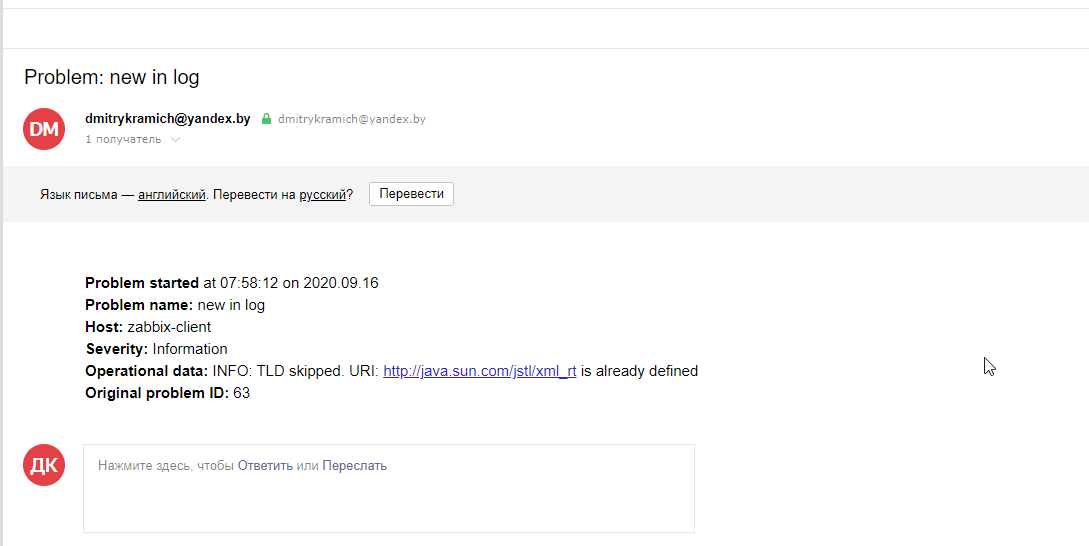 Problem: new in log
DM
dmitrykramich@yandex.by dmitrykramich@yandex.by
1 получатель
Язык письма — английский. Перевести на русский? Перевести
Problem started at 07:58:12 on 2020.09.16
Problem name: new in log
Host: zabbix-client
Severity: Information
Operational data: INFO: TLD skipped. URI: http://java.sun.com/jstl/xml_rt is already defined
Original problem ID: 63
ДК
Нажмите здесь, чтобы Ответить или Переслать